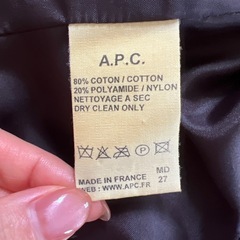 A.P.C.
80% COTON / COTTON
20% POLYAMIDE / NYLON
NETTOYAGE A SEC
DRY CLEAN ONLY
MADE IN FRANCE MD
WEB : WWW.APC.FR 27